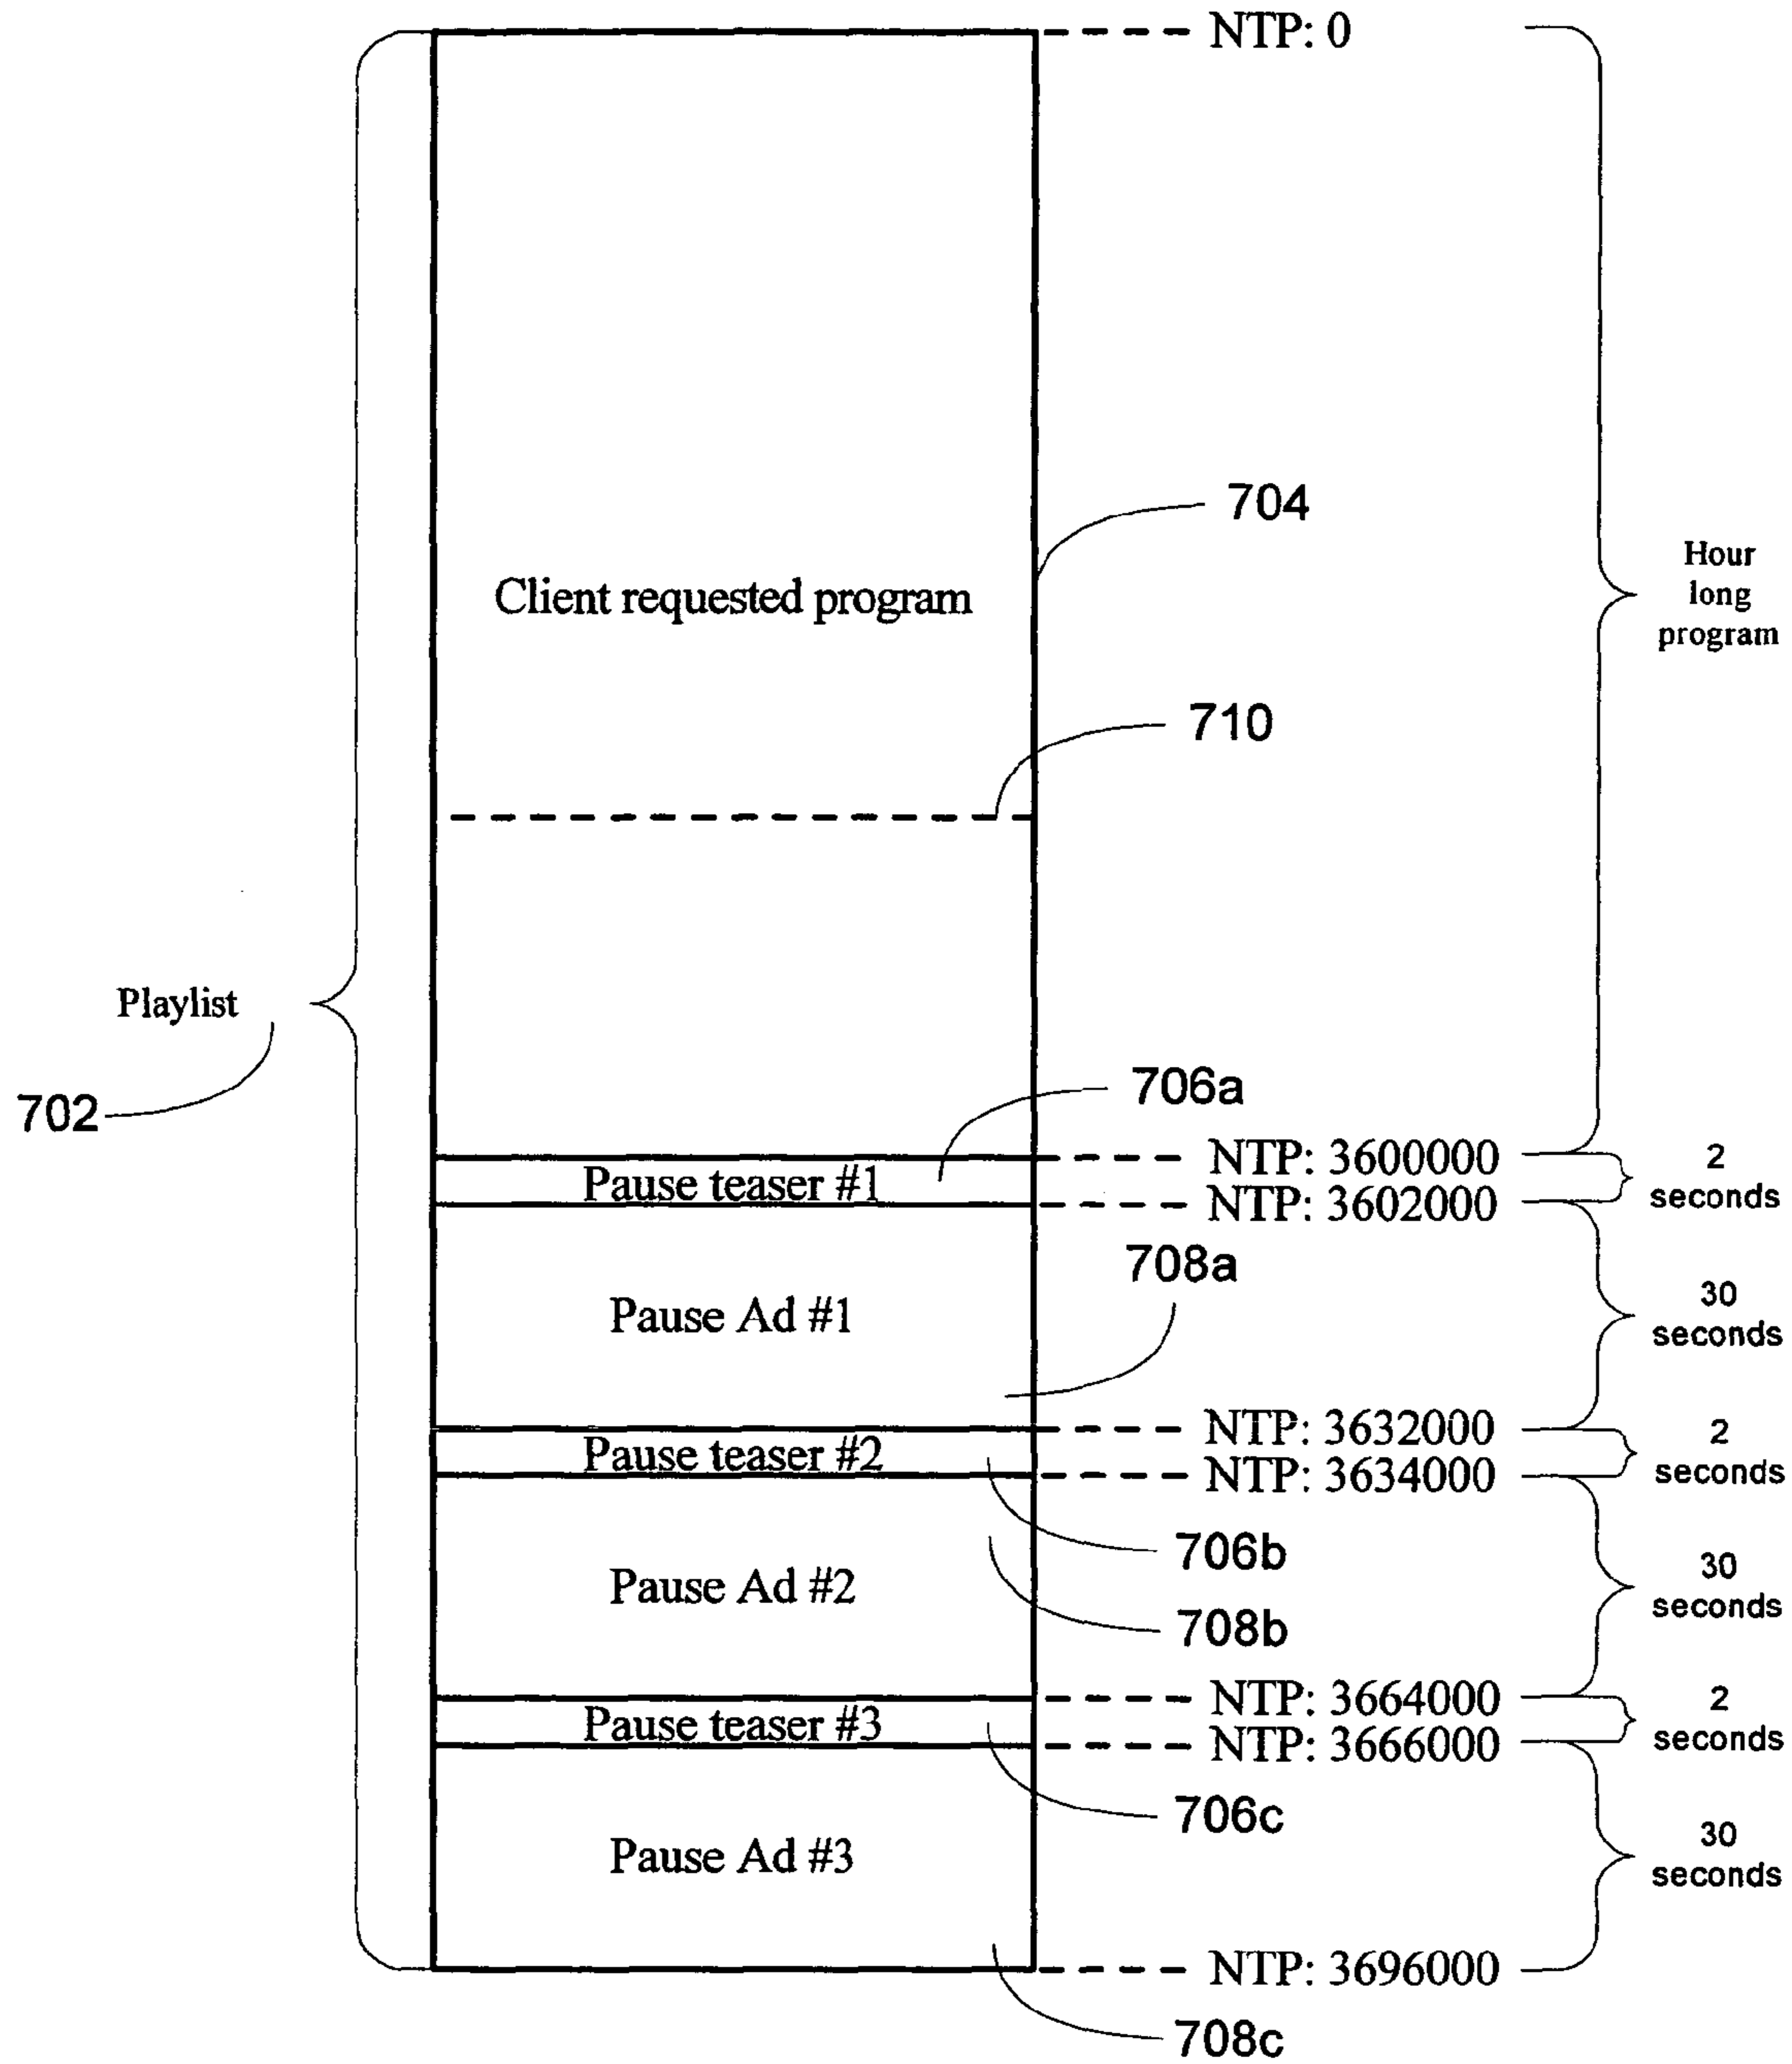 NTP: 0
704
Client requested program
Hour
long
program
710
Playlist
702
706a
NTP: 3600000
Pause teaser #1
2
seconds
NTP: 3602000
708a
Pause Ad #1
30
seconds
NTP: 3632000
Pause teaser #2
2
seconds
NTP: 3634000
706b
Pause Ad #2
30
seconds
708b
NTP: 3664000
Pause teaser #3
2
seconds
NTP: 3666000
706c
Pause Ad #3
30
seconds
NTP: 3696000
708c